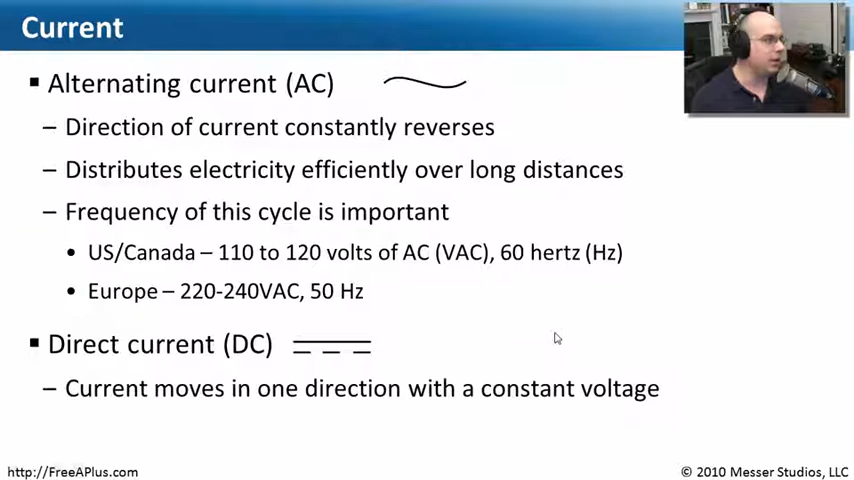 Current
▪ Alternating current (AC)
– Direction of current constantly reverses
– Distributes electricity efficiently over long distances
– Frequency of this cycle is important
• US/Canada – 110 to 120 volts of AC (VAC), 60 hertz (Hz)
• Europe – 220-240VAC, 50 Hz
▪ Direct current (DC)
– Current moves in one direction with a constant voltage
http://FreeAPlus.com
© 2010 Messer Studios, LLC